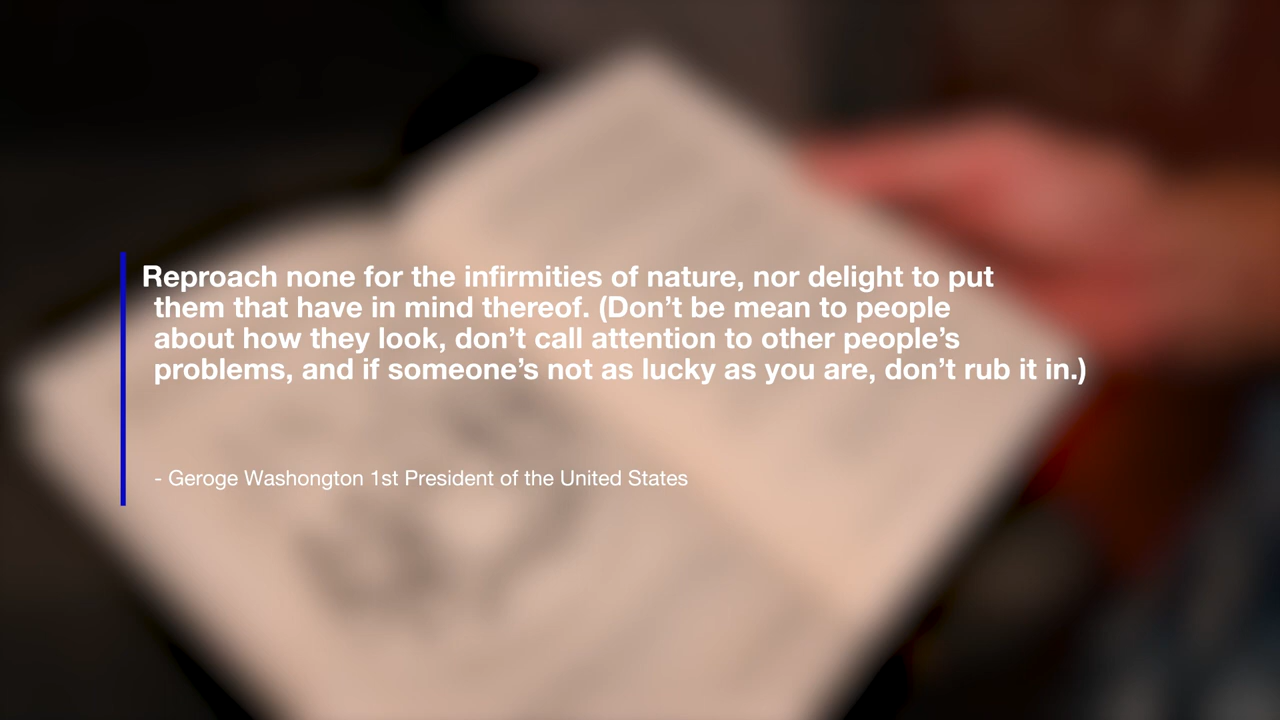 Reproach none for the infirmities of nature, nor delight to put
them that have in mind thereof. (Don’t be mean to people
about how they look, don’t call attention to other people’s
problems, and if someone’s not as lucky as you are, don’t rub it in.)
- Geroge Washongton 1st President of the United States